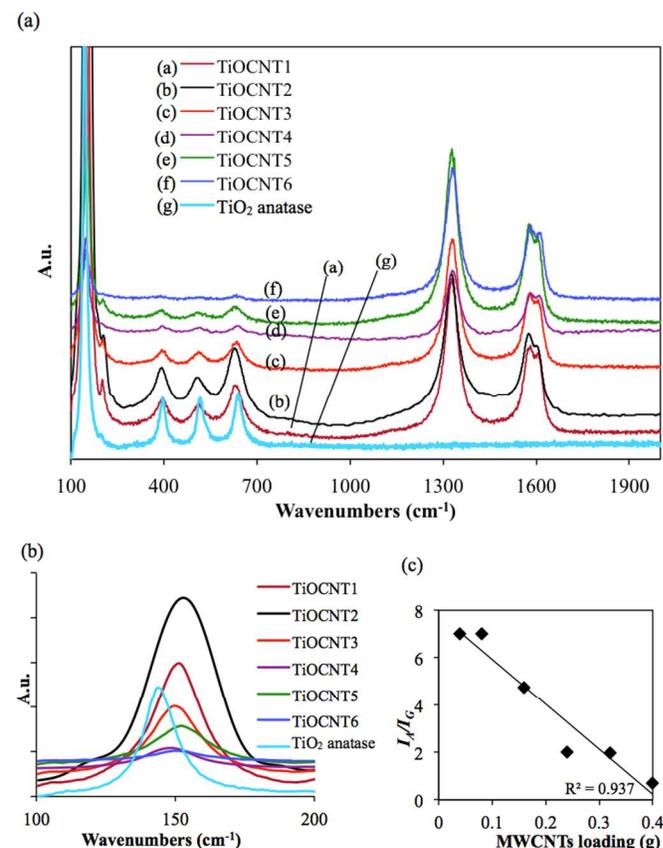 (a)
(a) TiOCNT1
(b) TiOCNT2
(c) TiOCNT3
(d) TiOCNT4
(e) TiOCNT5
(f) TiOCNT6
(g) TiO₂ anatase
A.u.
(a) (g)
(f)
(e)
(d)
(c)
(b)
100 400 700 1000 1300 1600 1900
Wavenumbers (cm⁻¹)
(b)
TiOCNT1
TiOCNT2
TiOCNT3
TiOCNT4
TiOCNT5
TiOCNT6
TiO₂ anatase
A.u.
100 150 200
Wavenumbers (cm⁻¹)
(c)
8
6
4
2
0
I_A/I_G
R² = 0.937
0 0.1 0.2 0.3 0.4
MWCNTs loading (g)